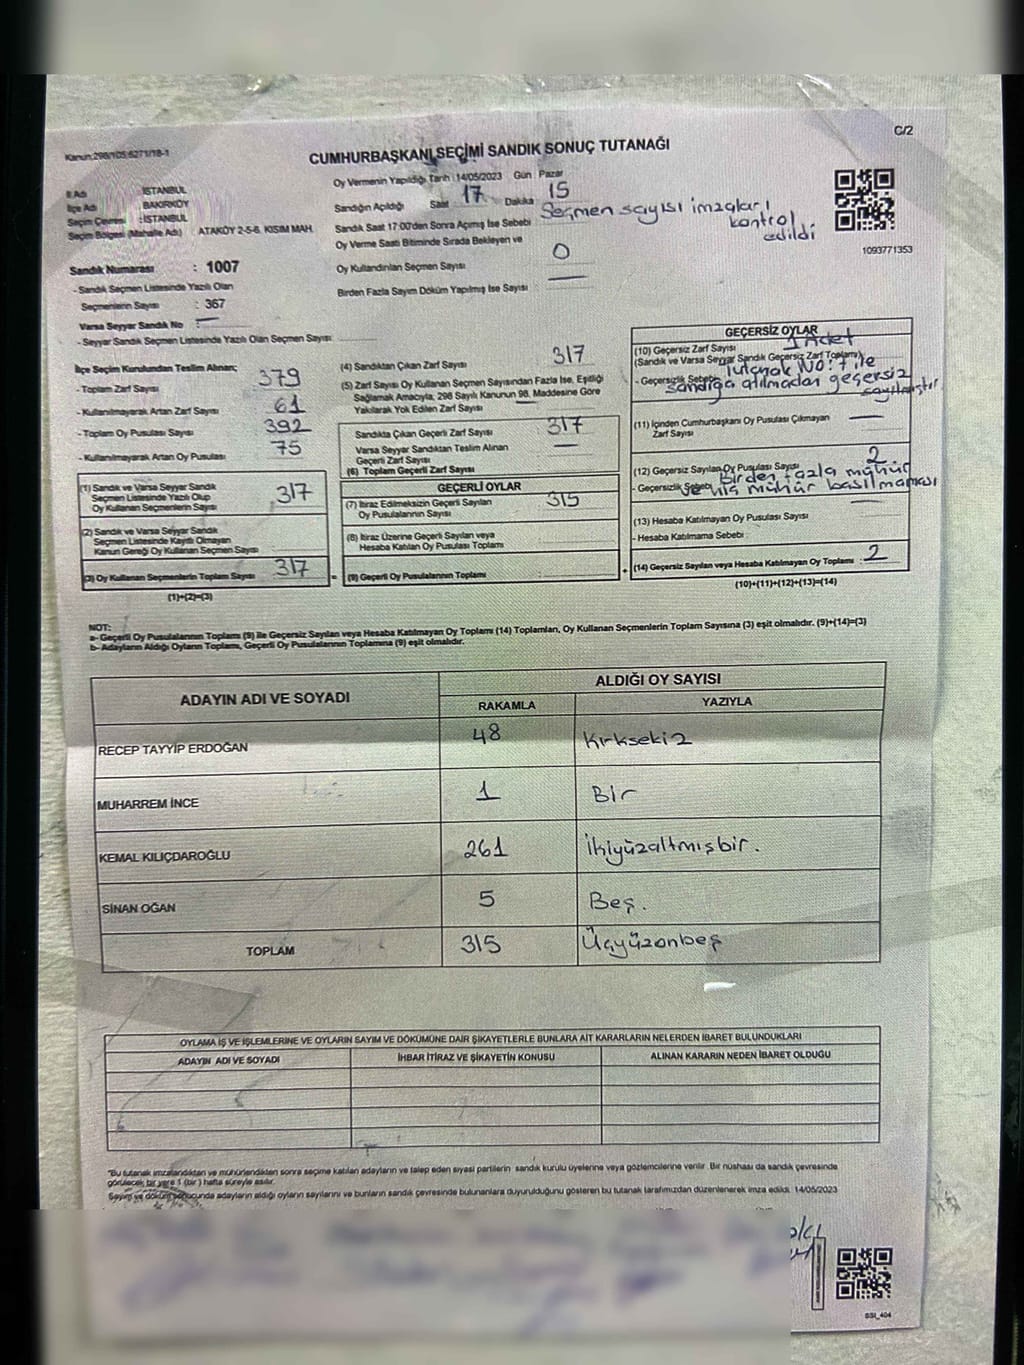 C/2
Kanun:298/105,6271/18-1
CUMHURBAŞKANI SEÇİMİ SANDIK SONUÇ TUTANAĞI
İl Adı : İSTANBUL
İlçe Adı : BAKIRKÖY
Seçim Çevresi : İSTANBUL
Seçim Bölgesi (Mahalle Adı) ATAKÖY 2-5-6. KISIM MAH.
Sandık Numarası : 1007
- Sandık Seçmen Listesinde Yazılı Olan
Seçmenlerin Sayısı : 367
Varsa Seyyar Sandık No :
- Seyyar Sandık Seçmen Listesinde Yazılı Olan Seçmen Sayısı
Oy Vermenin Yapıldığı Tarih :14/05/2023 Gün Pazar
Sandığın Açıldığı Saat 17 Dakika 15
Sandık Saat 17:00'den Sonra Açımış İse Sebebi Seçmen sayısı imzaları
kontrol
edildi
Oy Verme Saati Bitiminde Sırada Bekleyen ve
Oy Kullandırılan Seçmen Sayısı 0
Birden Fazla Sayım Döküm Yapılmış İse Sayısı
1093771353
İlçe Seçim Kurulundan Teslim Alınan;
- Toplam Zarf Sayısı 379
- Kullanılmayarak Artan Zarf Sayısı 61
- Toplam Oy Pusulası Sayısı 392
- Kullanılmayarak Artan Oy Pusulası 75
(1) Sandık ve Varsa Seyyar Sandık
Seçmen Listesinde Yazılı Olup
Oy Kullanan Seçmenlerin Sayısı 317
(2) Sandık ve Varsa Seyyar Sandık
Seçmen Listesinde Kayıtlı Olmayan
Kanun Gereği Oy Kullanan Seçmen Sayısı
(3) Oy Kullanan Seçmenlerin Toplam Sayısı 317
(1)+(2)=(3)
(4) Sandıktan Çıkan Zarf Sayısı 317
(5) Zarf Sayısı Oy Kullanan Seçmen Sayısından Fazla İse, Eşitliği
Sağlamak Amacıyla, 298 Sayılı Kanunun 98. Maddesine Göre
Yakılarak Yok Edilen Zarf Sayısı
Sandıkta Çıkan Geçerli Zarf Sayısı 317
Varsa Seyyar Sandıktan Teslim Alınan
Geçerli Zarf Sayısı
(6) Toplam Geçerli Zarf Sayısı
GEÇERLİ OYLAR
(7) İtiraz Edilmeksizin Geçerli Sayılan
Oy Pusulalarının Sayısı 315
(8) İtiraz Üzerine Geçerli Sayılan veya
Hesaba Katılan Oy Pusulası Toplamı
(9) Geçerli Oy Pusulalarının Toplamı
GEÇERSİZ OYLAR
(10) Geçersiz Zarf Sayısı 1 Adet
(Sandık ve Varsa Seyyar Sandık Geçersiz Zarf Toplamı)
- Geçersizlik Sebebi Tutanak NO: 7 ile
sandığa atılmadan geçersiz
sayılmıştır
(11) İçinden Cumhurbaşkanı Oy Pusulası Çıkmayan
Zarf Sayısı
(12) Geçersiz Sayılan Oy Pusulası Sayısı 2
- Geçersizlik Sebebi Birden fazla mühür
ve hiç mühür basılmaması
(13) Hesaba Katılmayan Oy Pusulası Sayısı
- Hesaba Katılmama Sebebi
(14) Geçersiz Sayılan veya Hesaba Katılmayan Oy Toplamı 2
(10)+(11)+(12)+(13)=(14)
NOT:
a- Geçerli Oy Pusulalarının Toplamı (9) ile Geçersiz Sayılan veya Hesaba Katılmayan Oy Toplamı (14) Toplamları, Oy Kullanan Seçmenlerin Toplam Sayısına (3) eşit olmalıdır. (9)+(14)=(3)
b- Adayların Aldığı Oyların Toplamı, Geçerli Oy Pusulalarının Toplamına (9) eşit olmalıdır.
ADAYIN ADI VE SOYADI ALDIĞI OY SAYISI
RAKAMLA YAZIYLA
RECEP TAYYİP ERDOĞAN 48 Kırksekiz
MUHARREM İNCE 1 Bir
KEMAL KILIÇDAROĞLU 261 İkiyüzaltmışbir.
SİNAN OĞAN 5 Beş.
TOPLAM 315 Üçyüzonbeş
OYLAMA İŞ VE İŞLEMLERİNE VE OYLARIN SAYIM VE DÖKÜMÜNE DAİR ŞİKAYETLERLE BUNLARA AİT KARARLARIN NELERDEN İBARET BULUNDUKLARI
ADAYIN ADI VE SOYADI İHBAR İTİRAZ VE ŞİKAYETİN KONUSU ALINAN KARARIN NEDEN İBARET OLDUĞU
"Bu tutanak imzalandıktan ve mühürlendikten sonra seçime katılan adayların ve talep eden siyasi partilerin sandık kurulu üyelerine veya gözlemcilerine verilir. Bir nüshası da sandık çevresinde
görülecek bir yere 1 (bir) hafta süreyle asılır.
Sayım ve döküm sonucunda adayların aldığı oyların sayılarını ve bunların sandık çevresinde bulunanlara duyurulduğunu gösteren bu tutanak tarafımızdan düzenlenerek imza edildi. 14/05/2023
SSI_404